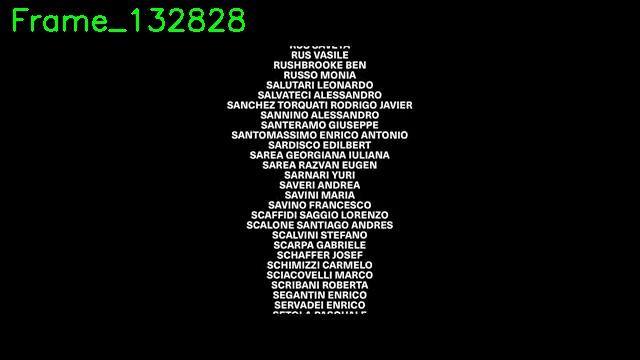 Frame_132828
RUS VASILE
RUSHBROOKE BEN
RUSSO MONIA
SALUTARI LEONARDO
SALVATECI ALESSANDRO
SANCHEZ TORQUATI RODRIGO JAVIER
SANNINO ALESSANDRO
SANTERAMO GIUSEPPE
SANTOMASSIMO ENRICO ANTONIO
SARDISCO EDILBERT
SAREA GEORGIANA IULIANA
SAREA RAZVAN EUGEN
SARNARI YURI
SAVERI ANDREA
SAVINI MARIA
SAVINO FRANCESCO
SCAFFIDI SAGGIO LORENZO
SCALONE SANTIAGO ANDRES
SCALVINI STEFANO
SCARPA GABRIELE
SCHAFFER JOSEF
SCHIMIZZI CARMELO
SCIACOVELLI MARCO
SCRIBANI ROBERTA
SEGANTIN ENRICO
SERVADEI ENRICO